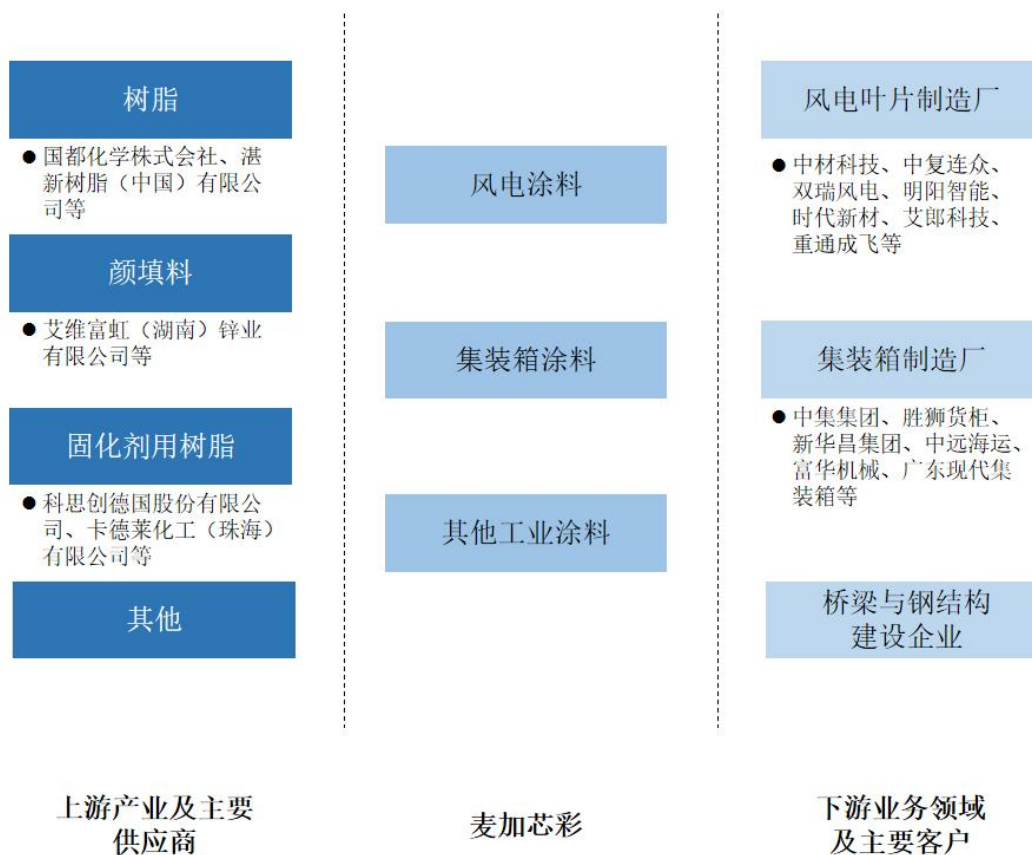 树脂
● 国都化学株式会社、湛
新树脂（中国）有限公
司等
颜填料
● 艾维富虹（湖南）锌业
有限公司等
固化剂用树脂
● 科思创德国股份有限公
司、卡德莱化工（珠海）
有限公司等
其他
上游产业及主要
供应商
风电涂料
集装箱涂料
其他工业涂料
麦加芯彩
风电叶片制造厂
● 中材科技、中复连众、
双瑞风电、明阳智能、
时代新材、艾郎科技、
重通成飞等
集装箱制造厂
● 中集集团、胜狮货柜、
新华昌集团、中远海运、
富华机械、广东现代集
装箱等
桥梁与钢结构
建设企业
下游业务领域
及主要客户